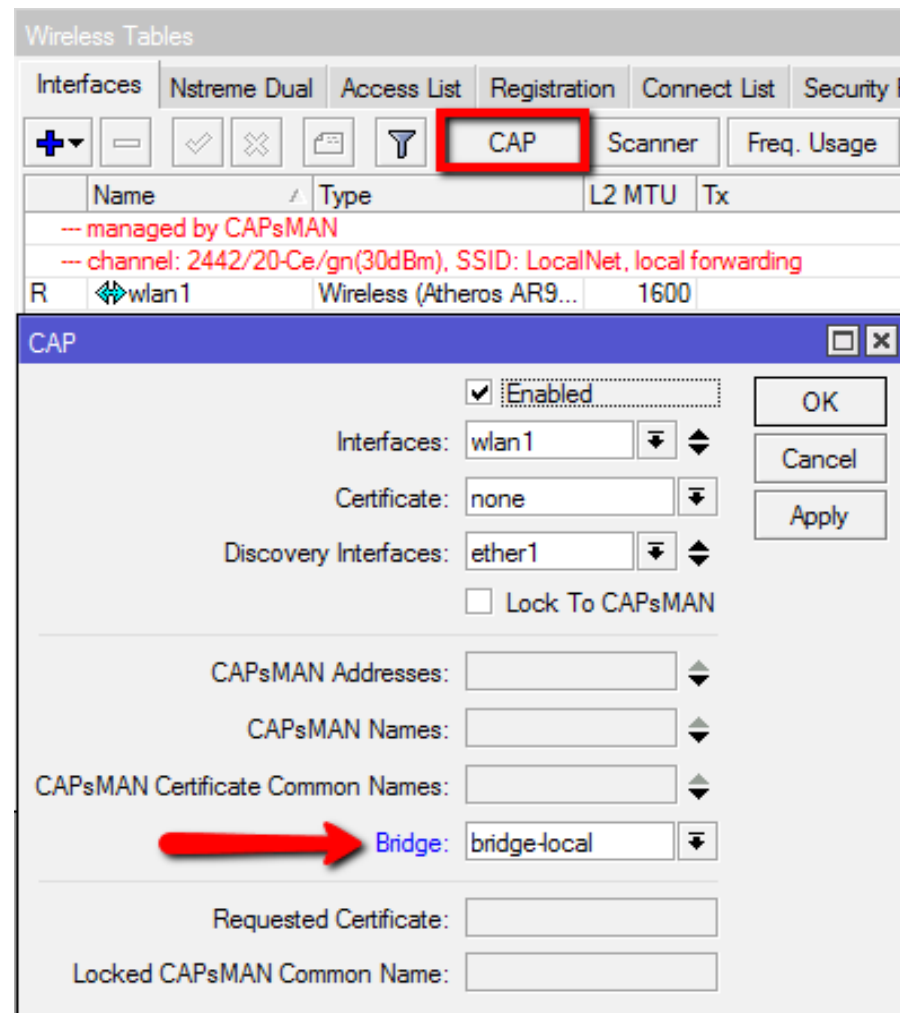 Wireless Tables
Interfaces Nstreme Dual Access List Registration Connect List Security
CAP Scanner Freq. Usage
Name Type L2 MTU Tx
--- managed by CAPsMAN
--- channel: 2442/20-Ce/gn(30dBm), SSID: LocalNet, local forwarding
R wlan1 Wireless (Atheros AR9... 1600
CAP
Enabled OK
Interfaces: wlan1
Cancel
Certificate: none
Apply
Discovery Interfaces: ether1
Lock To CAPsMAN
CAPsMAN Addresses:
CAPsMAN Names:
CAPsMAN Certificate Common Names:
Bridge: bridge-local
Requested Certificate:
Locked CAPsMAN Common Name: